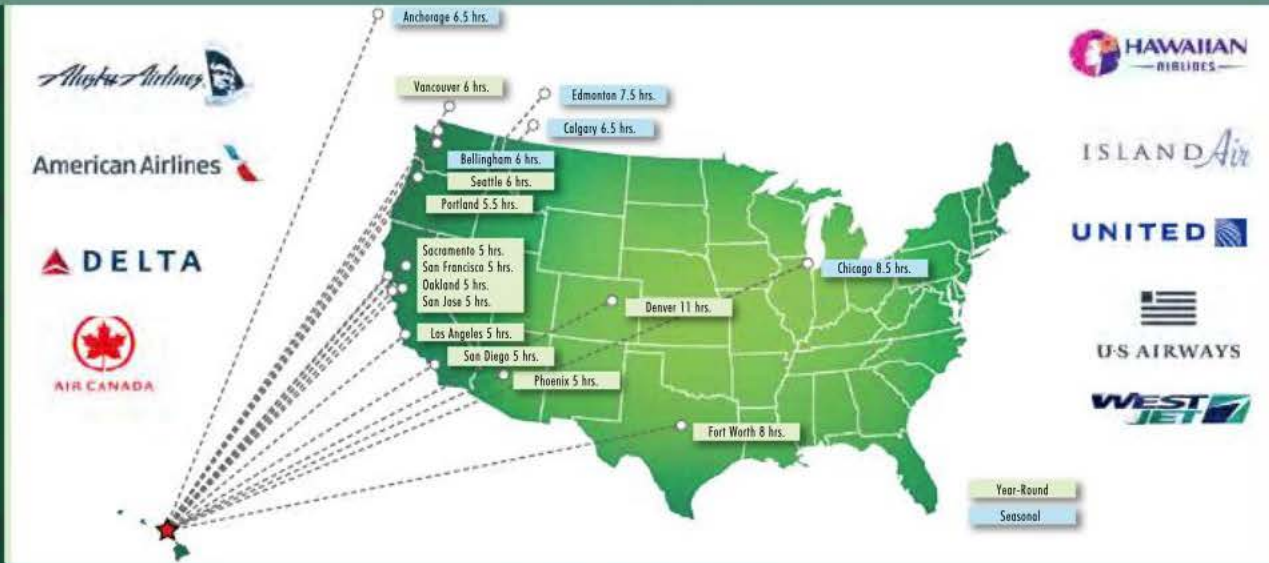 Anchorage 6.5 hrs.
Alaska Airlines
HAWAIIAN
AIRLINES
Vancouver 6 hrs.
Edmonton 7.5 hrs.
Calgary 6.5 hrs.
American Airlines
ISLAND Air
Bellingham 6 hrs.
Seattle 6 hrs.
Portland 5.5 hrs.
DELTA
UNITED
Sacramento 5 hrs.
San Francisco 5 hrs.
Oakland 5 hrs.
San Jose 5 hrs.
Chicago 8.5 hrs.
Denver 11 hrs.
Los Angeles 5 hrs.
San Diego 5 hrs.
Phoenix 5 hrs.
AIR CANADA
U·S AIRWAYS
WEST
JET
Fort Worth 8 hrs.
Year-Round
Seasonal